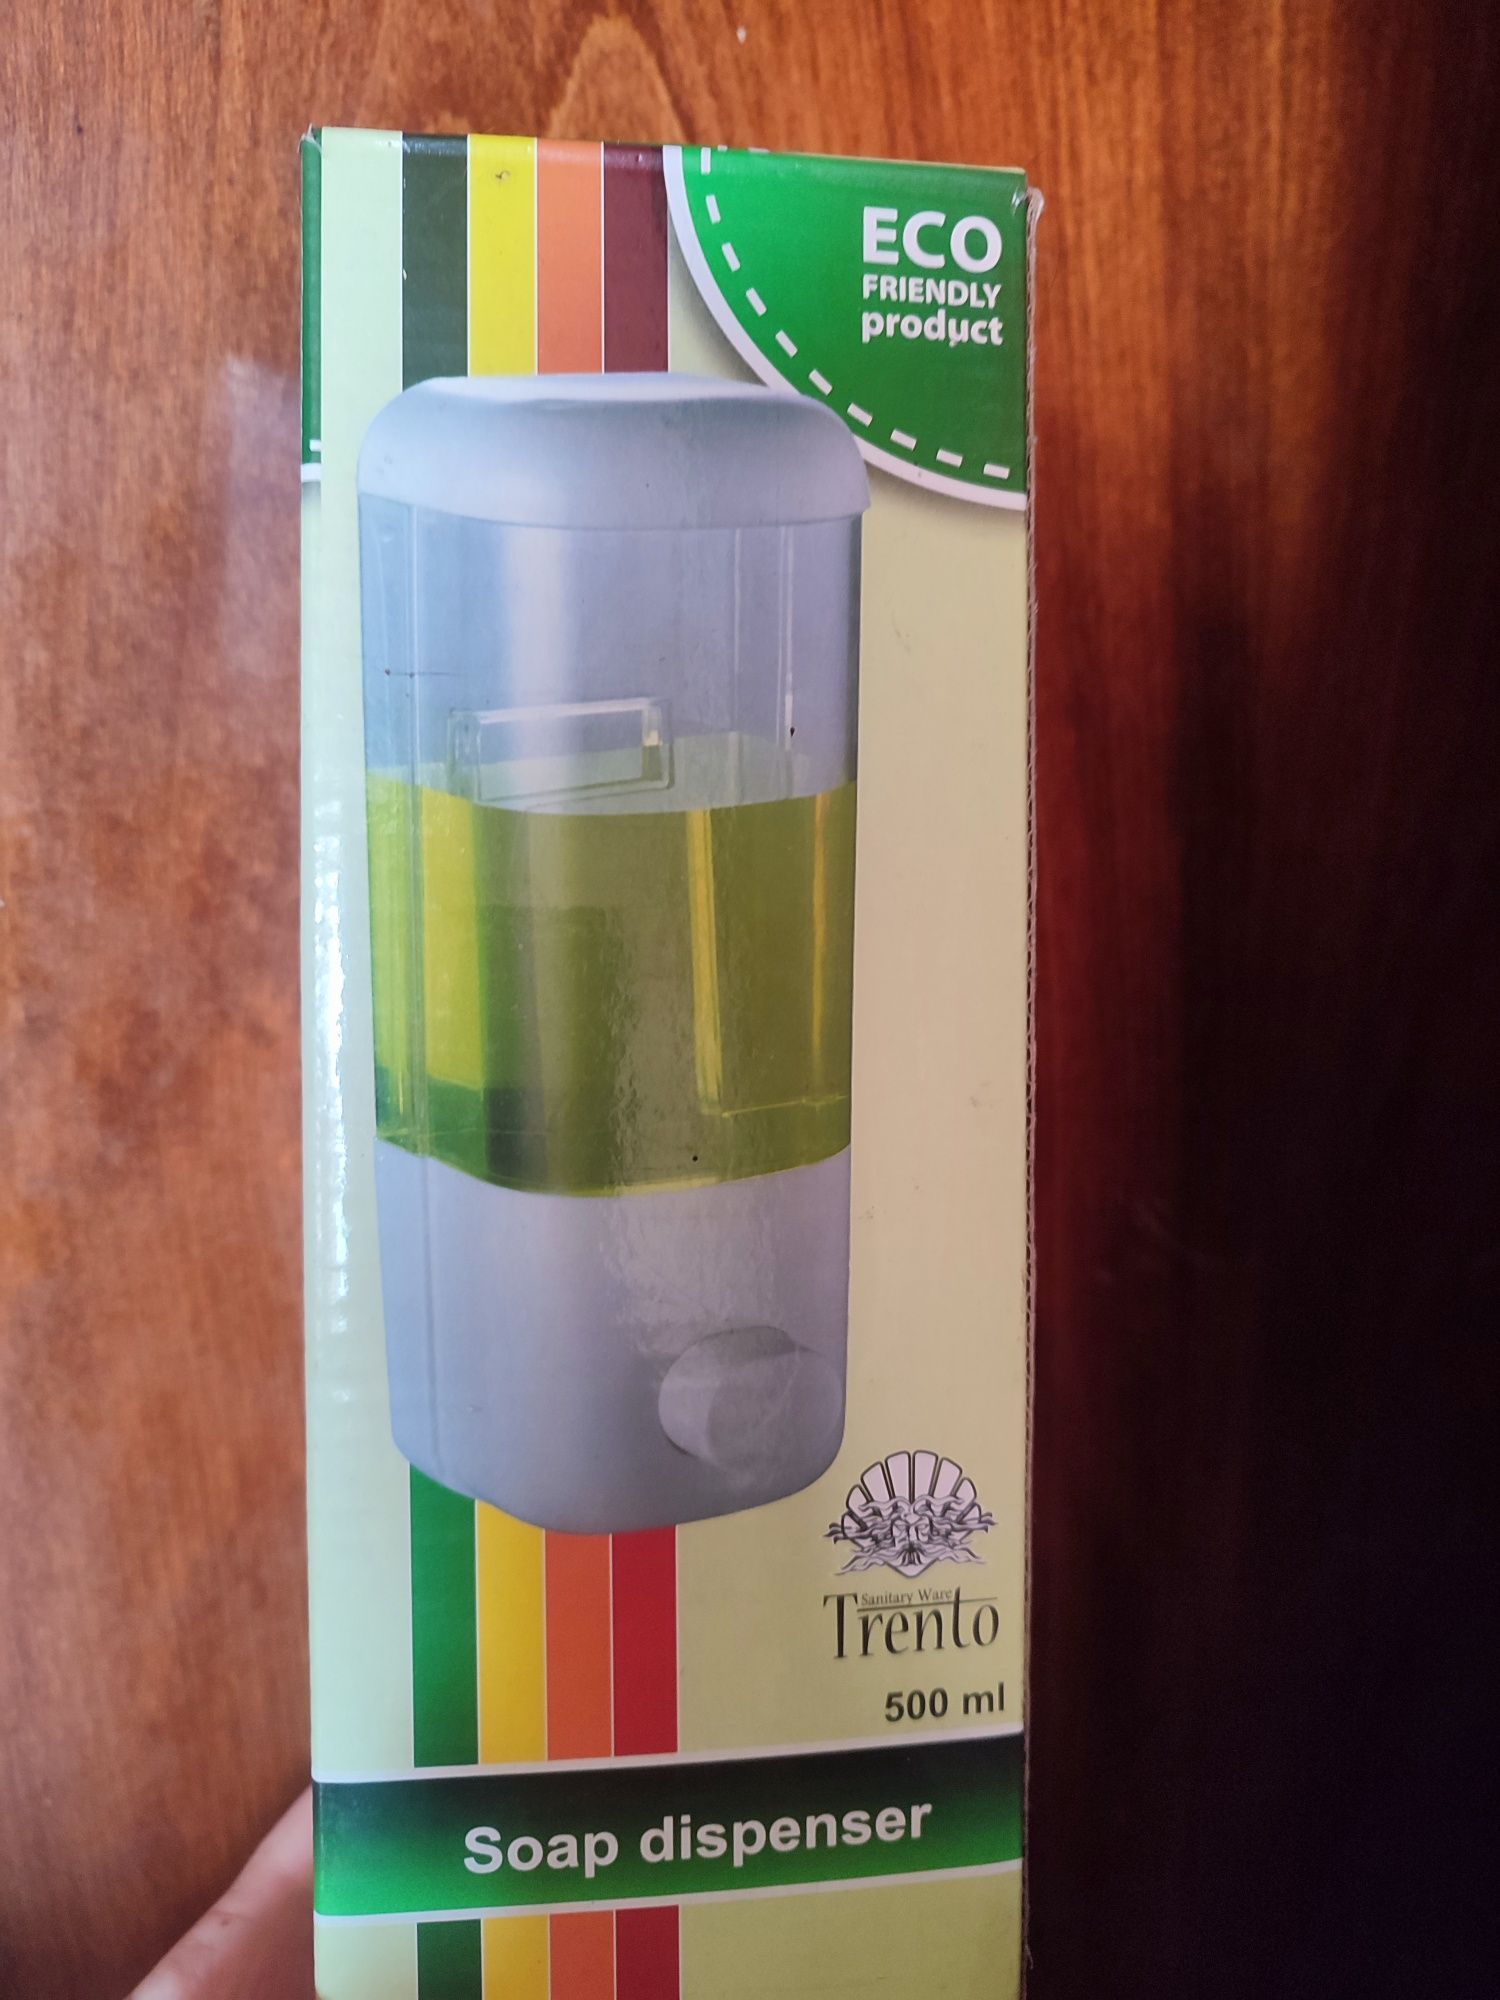 ECO
FRIENDLY
product
Sanitary Ware
Trento
500 ml
Soap dispenser